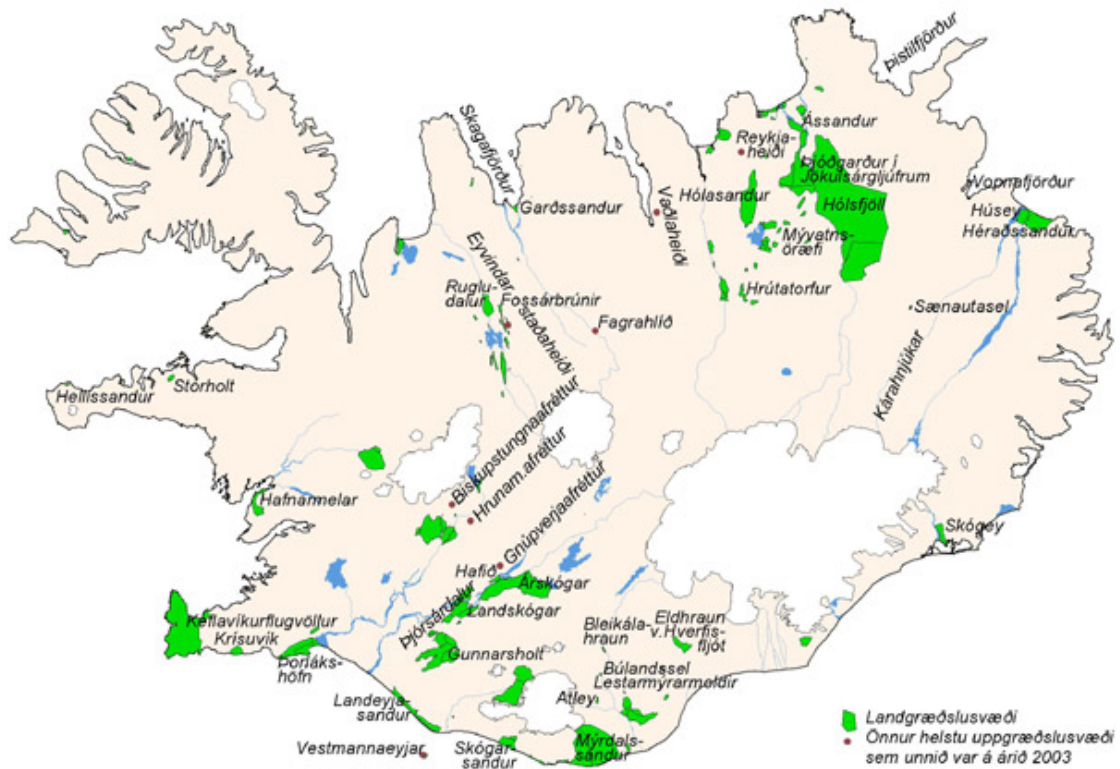 Þistilfjörður
Skagafjörður
Ássandur
Reykja-
heiði
Þjóðgarður í
Jökulsárgljúfrum
Vopnafjörður
Hólasandur
Vaðlaheiði
Garðssandur
Hólsfjöll
Húsey
Héraðssandur
Mývatns-
öræfi
Eyvindar-
staðaheiði
Ruglu-
dalur
Fossárbrúnir
Hrútatorfur
Sænautasel
Fagrahlíð
Kárahnjúkar
Stórholt
Hellissandur
Biskupstungnaafréttur
Hrunam.afréttur
Gnúpverjaafréttur
Hafnarmelar
Skógey
Hafið
Árskógar
Þjórsárdalur
Landskógar
Keflavíkurflugvöllur
Krísuvík
Bleikála-
hraun
Eldhraun
v. Hverfis-
fljót
Þorláks-
höfn
Gunnarsholt
Búlandssel
Lestarmýrarmoldir
Atley
Landeyja-
sandur
Vestmannaeyjar
Skógar-
sandur
Mýrdals-
sandur
Landgræðslusvæði
Önnur helstu uppgræðslusvæði
sem unnið var á árið 2003